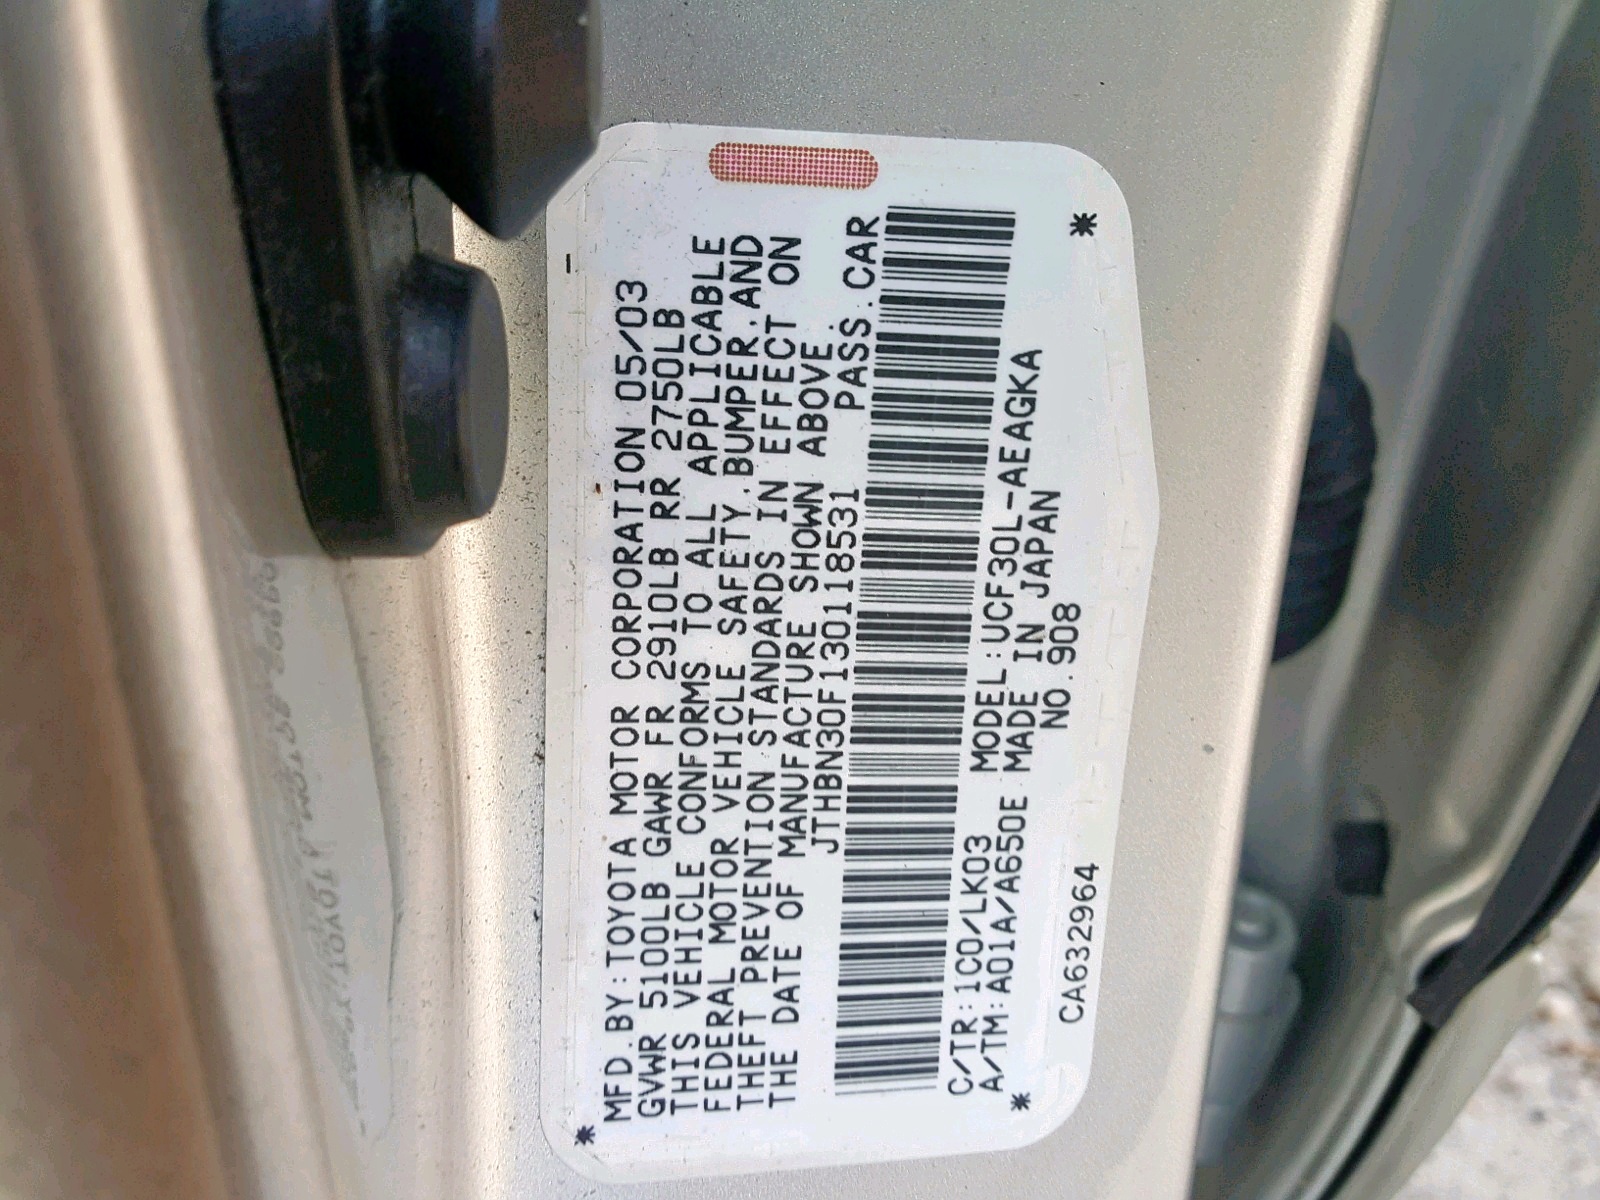 MFD.BY:TOYOTA MOTOR CORPORATION 05/03
GVWR 5100LB GAWR FR 2910LB RR 2750LB
THIS VEHICLE CONFORMS TO ALL APPLICABLE
FEDERAL MOTOR VEHICLE SAFETY,BUMPER,AND
THEFT PREVENTION STANDARDS IN EFFECT ON
THE DATE OF MANUFACTURE SHOWN ABOVE.
JTHBN30F130118531 PASS.CAR
C/TR:1C0/LK03 MODEL:UCF30L-AEAGKA
A/TM:A01A/A650E MADE IN JAPAN
NO.908
CA632964